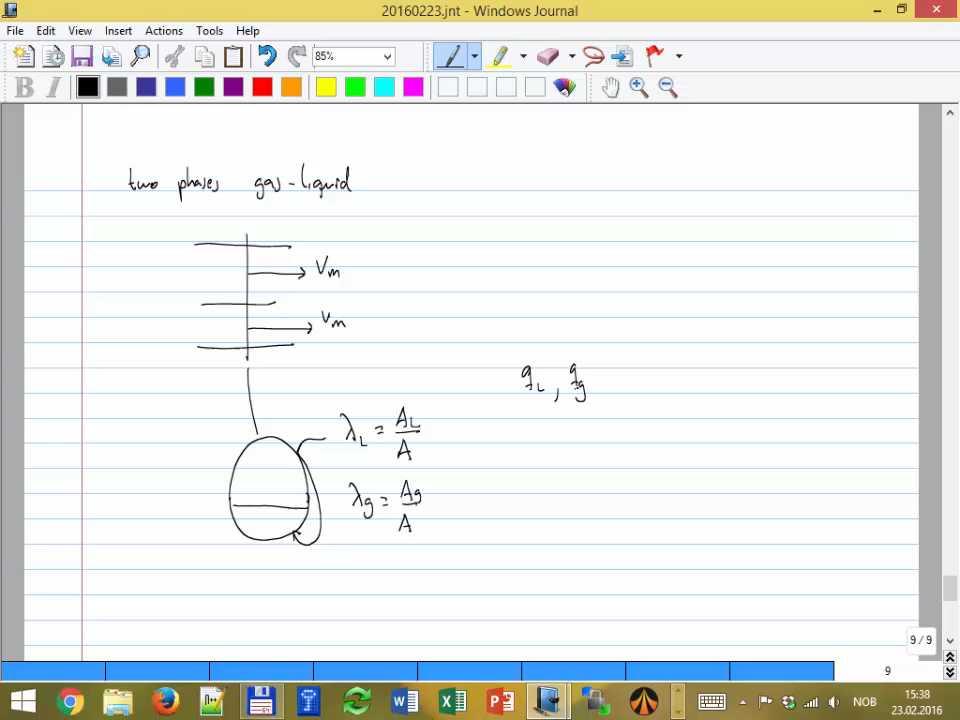 20160223.jnt - Windows Journal
File Edit View Insert Actions Tools Help
85%
B I
two phases gas-liquid
Vm
Vm
qL, qg
λL = AL/A
λg = Ag/A
9 / 9
9
NOB
15:38
23.02.2016